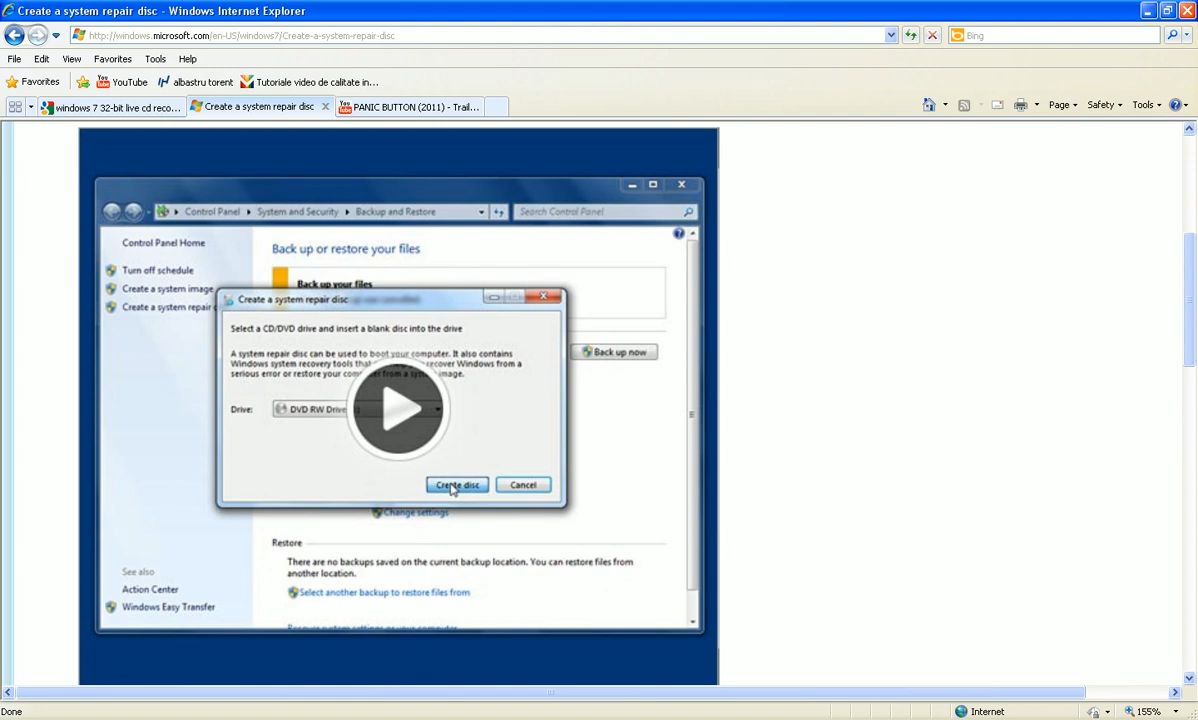 Create a system repair disc - Windows Internet Explorer
http://windows.microsoft.com/en-US/windows7/Create-a-system-repair-disc
Bing
File Edit View Favorites Tools Help
Favorites YouTube albastru torent Tutoriale video de calitate in...
windows 7 32-bit live cd reco... Create a system repair disc PANIC BUTTON (2011) - Trail...
Page Safety Tools
Control Panel System and Security Backup and Restore Search Control Panel
Control Panel Home
Turn off schedule
Create a system image
Create a system repair
Back up or restore your files
Back up your files
Create a system repair disc
Select a CD/DVD drive and insert a blank disc into the drive
A system repair disc can be used to boot your computer. It also contains
Windows system recovery tools that recover Windows from a
serious error or restore your from a image.
Drive: DVD RW Drive
Create disc Cancel
Back up now
Change settings
Restore
There are no backups saved on the current backup location. You can restore files from
another location.
Select another backup to restore files from
Recover system settings or your computer
See also
Action Center
Windows Easy Transfer
Done Internet 155%